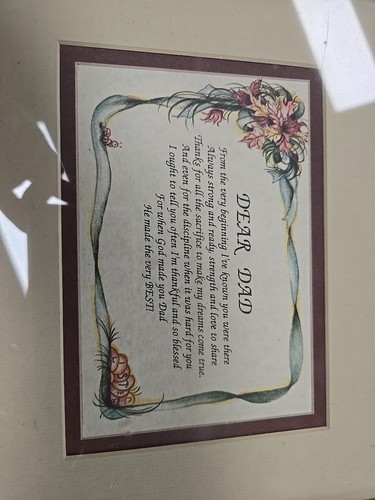 DEAR DAD
From the very beginning I've known you were there
Always strong and ready, strength and love to share
Thanks for all the sacrifice to make my dreams come true.
And even for the discipline when it was hard for you
I ought to tell you often I'm thankful and so blessed
For when God made you Dad
He made the very BEST!